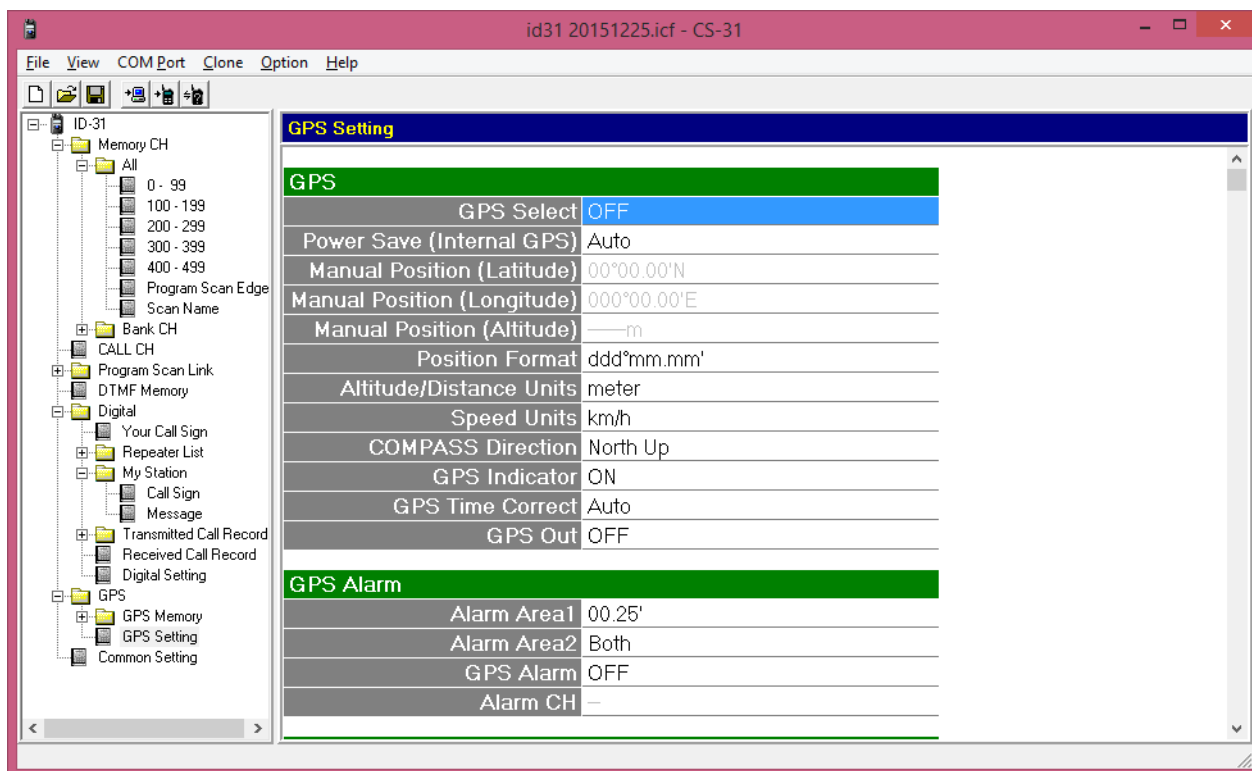 id31 20151225.icf - CS-31
File View COM Port Clone Option Help
ID-31
Memory CH
All
0 - 99
100 - 199
200 - 299
300 - 399
400 - 499
Program Scan Edge
Scan Name
Bank CH
CALL CH
Program Scan Link
DTMF Memory
Digital
Your Call Sign
Repeater List
My Station
Call Sign
Message
Transmitted Call Record
Received Call Record
Digital Setting
GPS
GPS Memory
GPS Setting
Common Setting
GPS Setting
GPS
GPS Select OFF
Power Save (Internal GPS) Auto
Manual Position (Latitude) 00°00.00'N
Manual Position (Longitude) 000°00.00'E
Manual Position (Altitude) ——m
Position Format ddd°mm.mm'
Altitude/Distance Units meter
Speed Units km/h
COMPASS Direction North Up
GPS Indicator ON
GPS Time Correct Auto
GPS Out OFF
GPS Alarm
Alarm Area1 00.25'
Alarm Area2 Both
GPS Alarm OFF
Alarm CH –